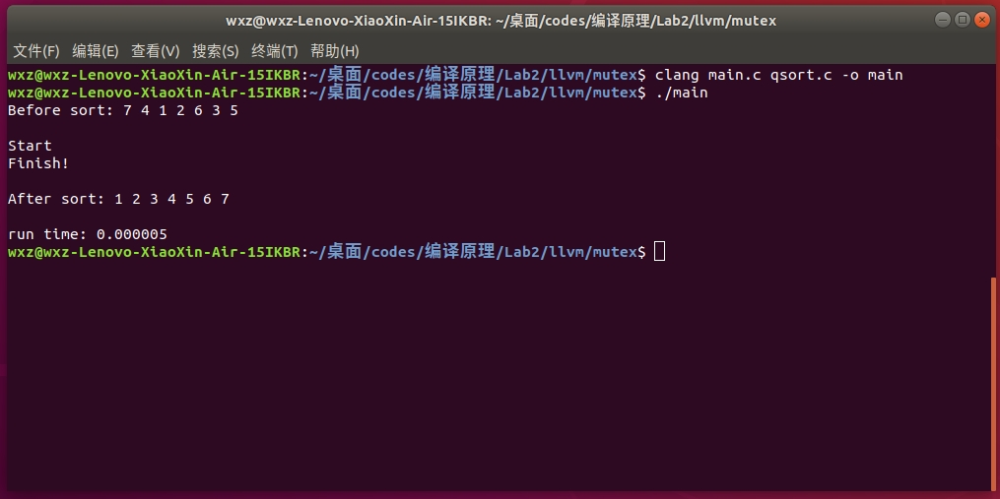 wxz@wxz-Lenovo-XiaoXin-Air-15IKBR: ~/桌面/codes/编译原理/Lab2/llvm/mutex
文件(F) 编辑(E) 查看(V) 搜索(S) 终端(T) 帮助(H)
wxz@wxz-Lenovo-XiaoXin-Air-15IKBR:~/桌面/codes/编译原理/Lab2/llvm/mutex$ clang main.c qsort.c -o main
wxz@wxz-Lenovo-XiaoXin-Air-15IKBR:~/桌面/codes/编译原理/Lab2/llvm/mutex$ ./main
Before sort: 7 4 1 2 6 3 5
Start
Finish!
After sort: 1 2 3 4 5 6 7
run time: 0.000005
wxz@wxz-Lenovo-XiaoXin-Air-15IKBR:~/桌面/codes/编译原理/Lab2/llvm/mutex$